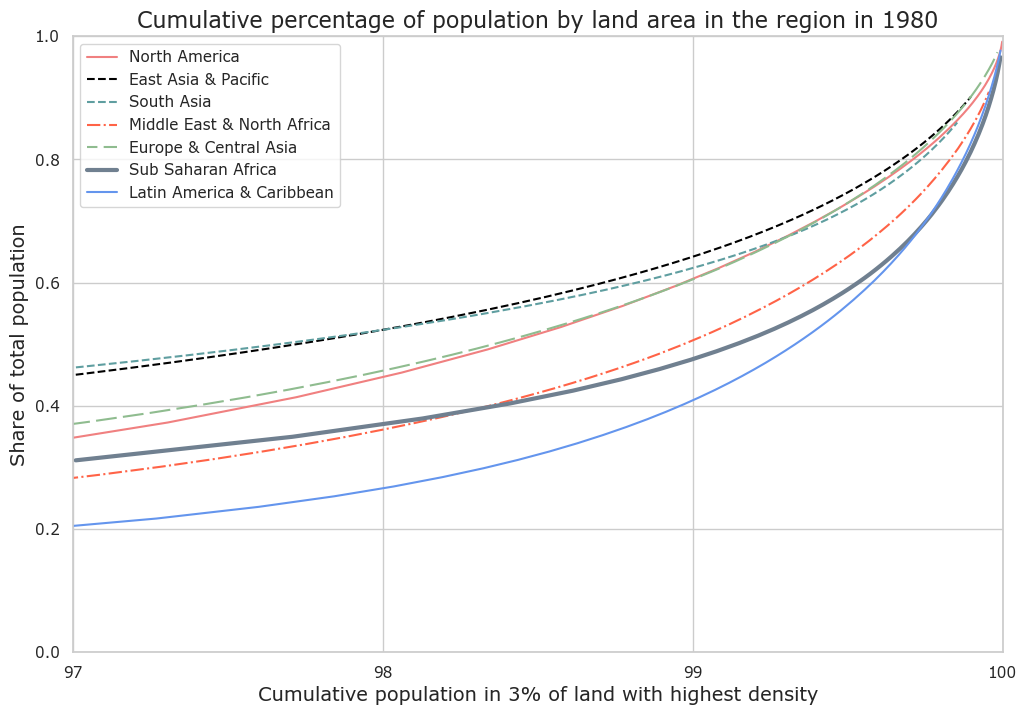 Cumulative percentage of population by land area in the region in 1980
North America
East Asia & Pacific
South Asia
Middle East & North Africa
Europe & Central Asia
Sub Saharan Africa
Latin America & Caribbean
Share of total population
1.0
0.8
0.6
0.4
0.2
0.0
97
98
99
100
Cumulative population in 3% of land with highest density